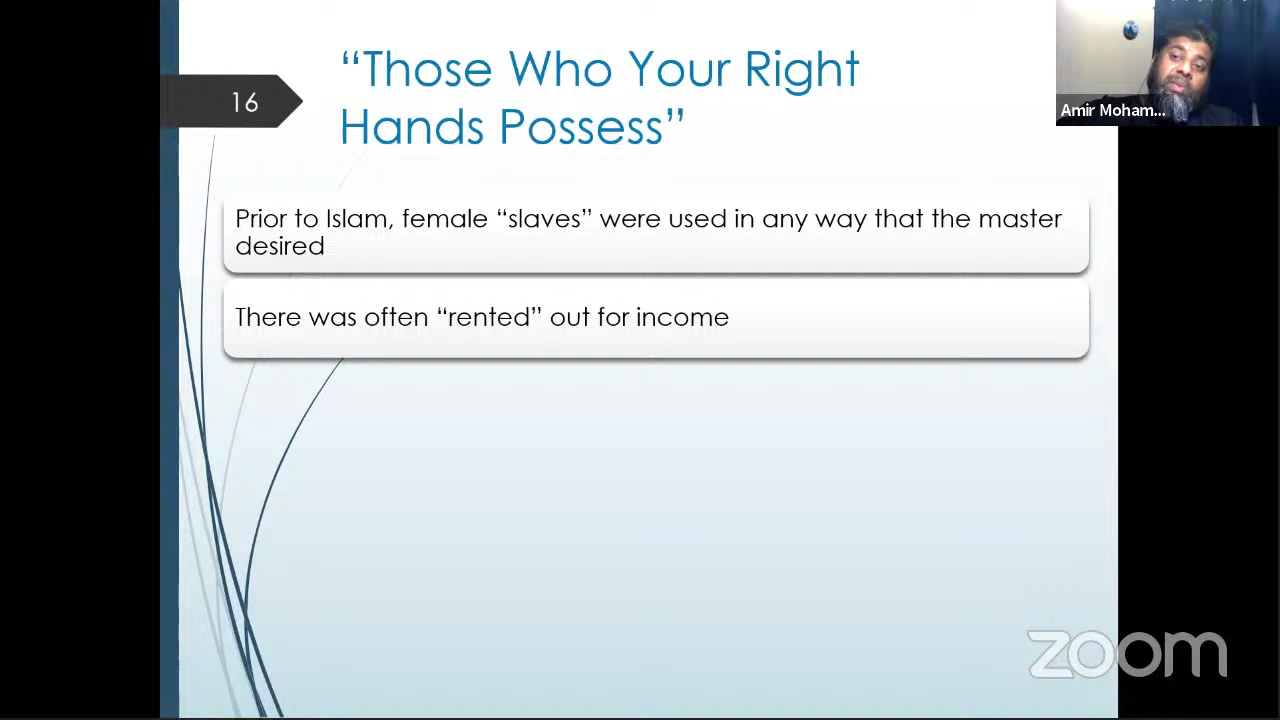 “Those Who Your Right
Hands Possess”
16
Prior to Islam, female “slaves” were used in any way that the master
desired
There was often “rented” out for income
Amir Moham...
zoom